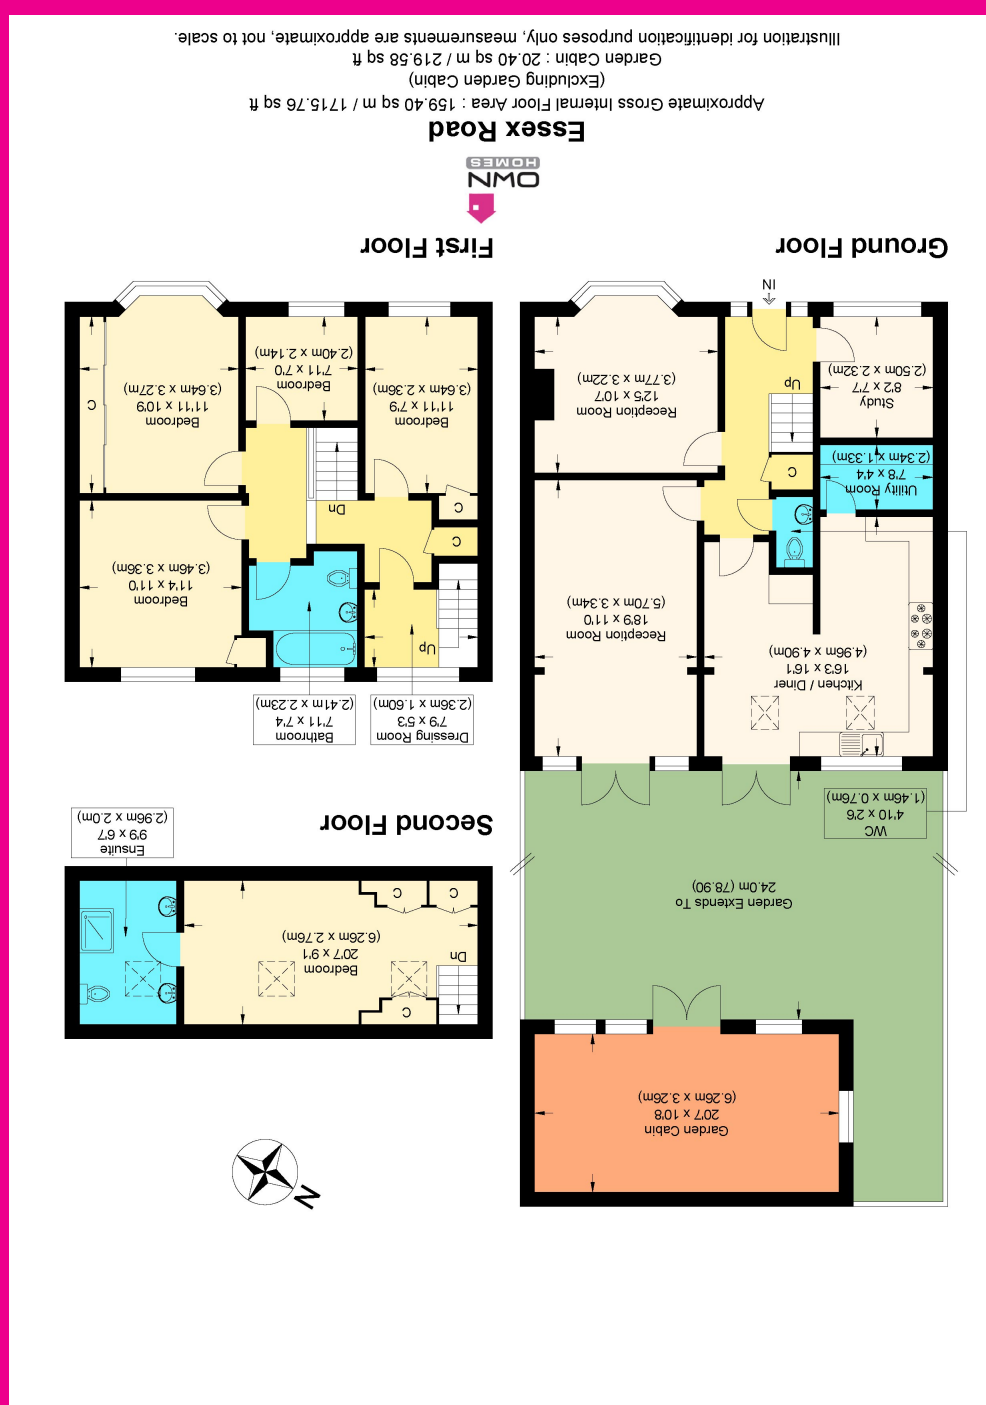 N
Garden Cabin
20'7 x 10'8
(6.26m x 3.26m)
C
Dn
Bedroom
20'7 x 9'1
(6.26m x 2.76m)
C
C
Ensuite
9'9 x 6'7
(2.96m x 2.0m)
Second Floor
Garden Extends To
24.0m (78.90)
WC
4'10 x 2'6
(1.46m x 0.76m)
Kitchen / Diner
16'3 x 16'1
(4.96m x 4.90m)
Reception Room
18'9 x 11'0
(5.70m x 3.34m)
Utility Room
7'8 x 4'4
(2.34m x 1.33m)
C
Study
8'2 x 7'7
(2.50m x 2.32m)
Up
Reception Room
12'5 x 10'7
(3.77m x 3.22m)
IN
Ground Floor
Dressing Room
7'9 x 5'3
(2.36m x 1.60m)
Bathroom
7'11 x 7'4
(2.41m x 2.23m)
Up
Bedroom
11'4 x 11'0
(3.46m x 3.36m)
C
C
Dn
Bedroom
11'11 x 7'9
(3.64m x 2.36m)
Bedroom
7'11 x 7'0
(2.40m x 2.14m)
Bedroom
11'11 x 10'9
(3.64m x 3.27m)
C
First Floor
OWN
HOMES
Essex Road
Approximate Gross Internal Floor Area : 159.40 sq m / 1715.76 sq ft
(Excluding Garden Cabin)
Garden Cabin : 20.40 sq m / 219.58 sq ft
Illustration for identification purposes only, measurements are approximate, not to scale.